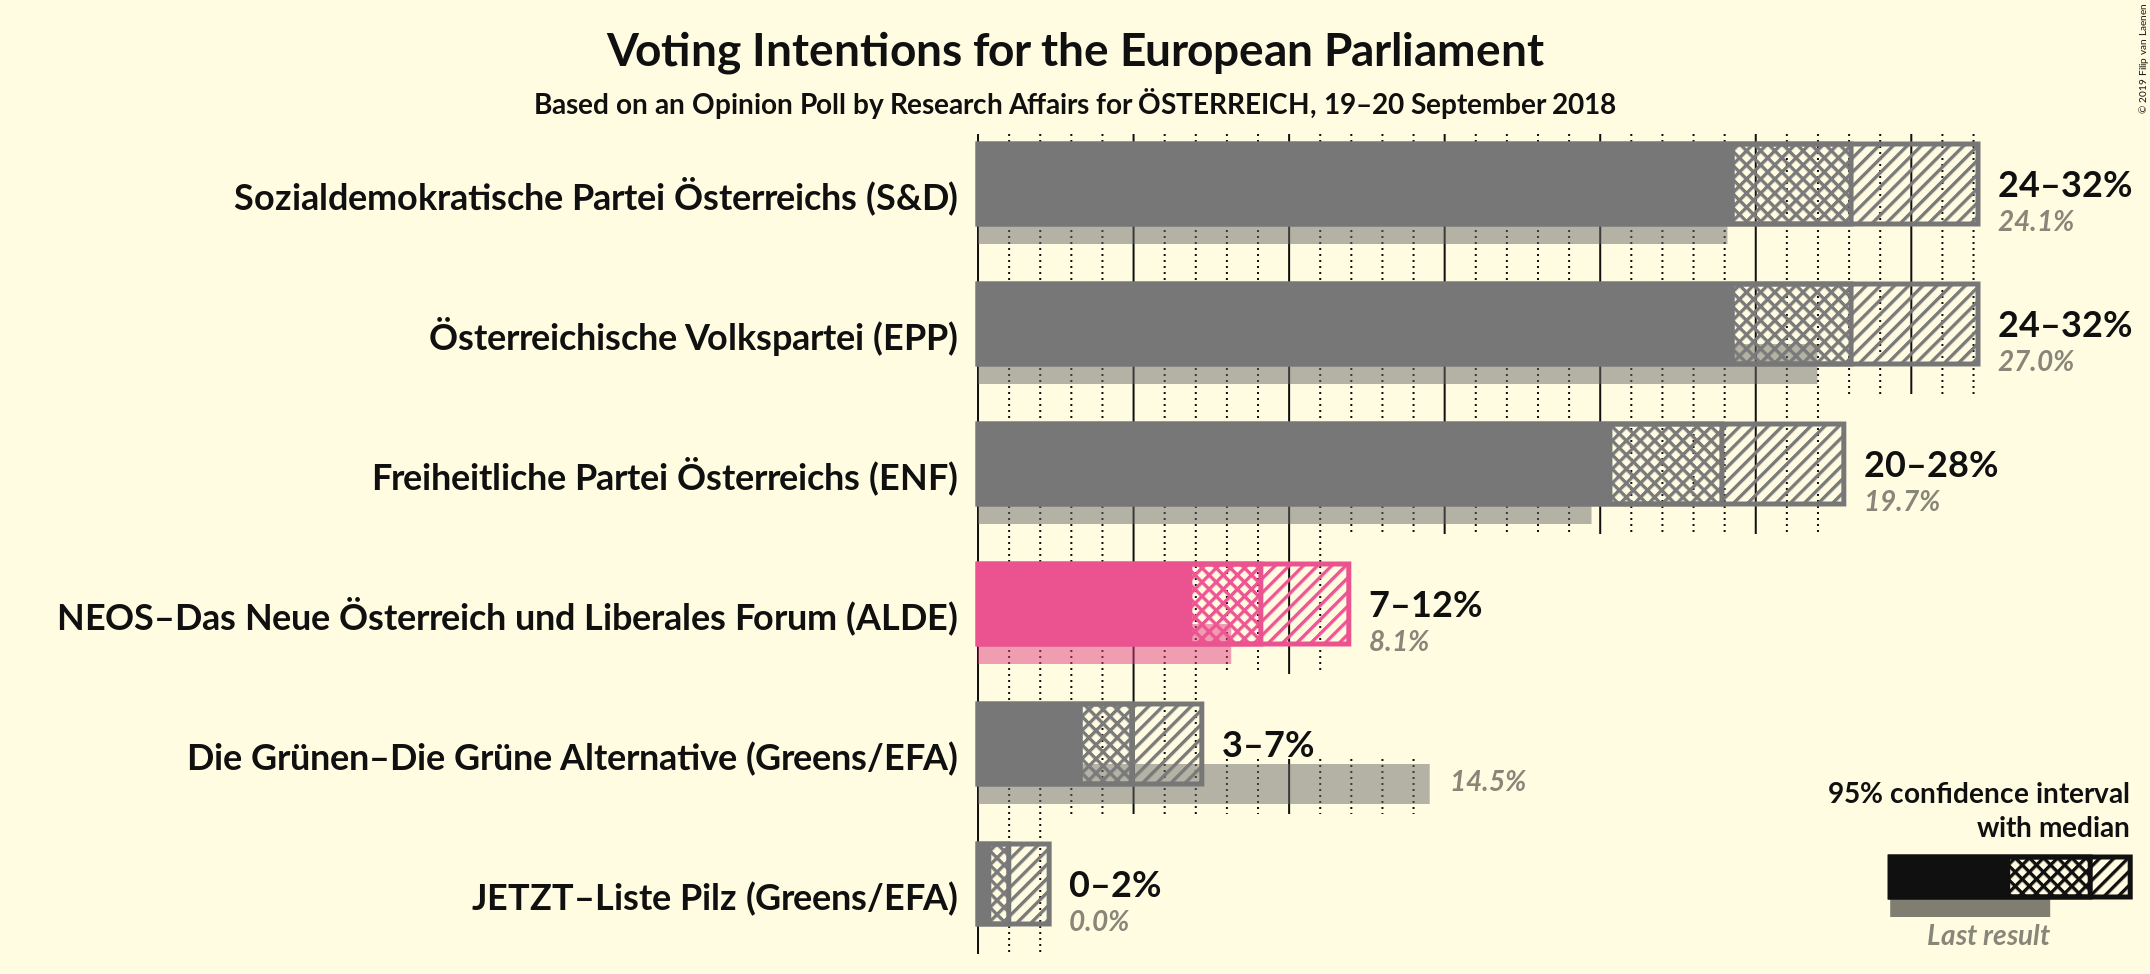 Voting Intentions for the European Parliament
Based on an Opinion Poll by Research Affairs for ÖSTERREICH, 19–20 September 2018
© 2019 Filip van Laenen
Sozialdemokratische Partei Österreichs (S&D)
24–32%
24.1%
Österreichische Volkspartei (EPP)
24–32%
27.0%
Freiheitliche Partei Österreichs (ENF)
20–28%
19.7%
NEOS–Das Neue Österreich und Liberales Forum (ALDE)
7–12%
8.1%
Die Grünen–Die Grüne Alternative (Greens/EFA)
3–7%
14.5%
JETZT–Liste Pilz (Greens/EFA)
0–2%
0.0%
95% confidence interval
with median
Last result